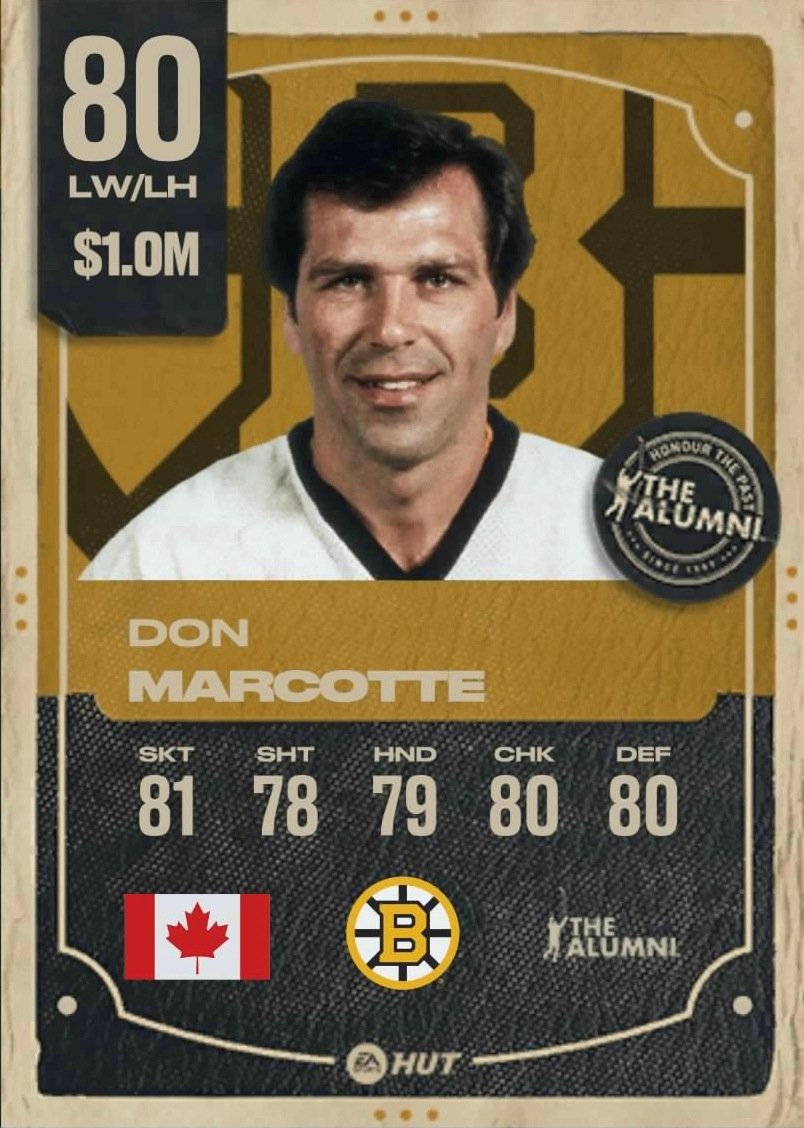 80
LW/LH
$1.0M
HONOUR THE PAST
THE
ALUMNI
DON
MARCOTTE
SKT SHT HND CHK DEF
81 78 79 80 80
B
THE
ALUMNI
EA HUT